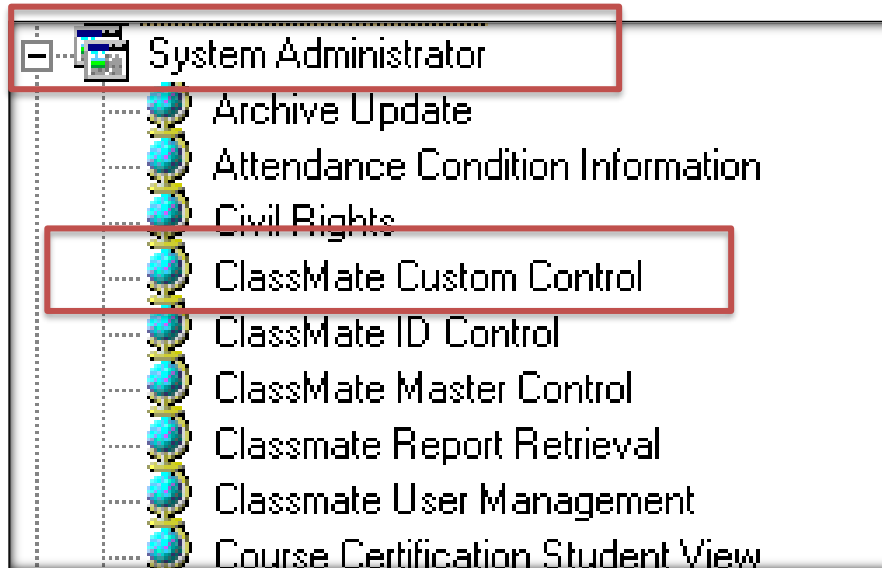 System Administrator
Archive Update
Attendance Condition Information
Civil Rights
ClassMate Custom Control
ClassMate ID Control
ClassMate Master Control
Classmate Report Retrieval
Classmate User Management
Course Certification Student View